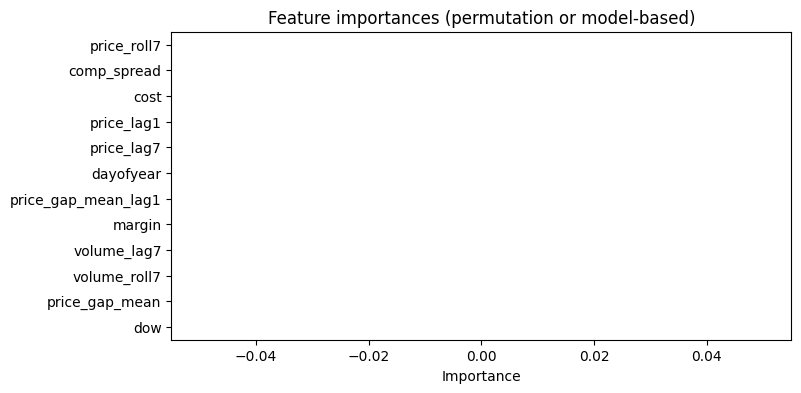 Feature importances (permutation or model-based)
price_roll7
comp_spread
cost
price_lag1
price_lag7
dayofyear
price_gap_mean_lag1
margin
volume_lag7
volume_roll7
price_gap_mean
dow
−0.04 −0.02 0.00 0.02 0.04
Importance